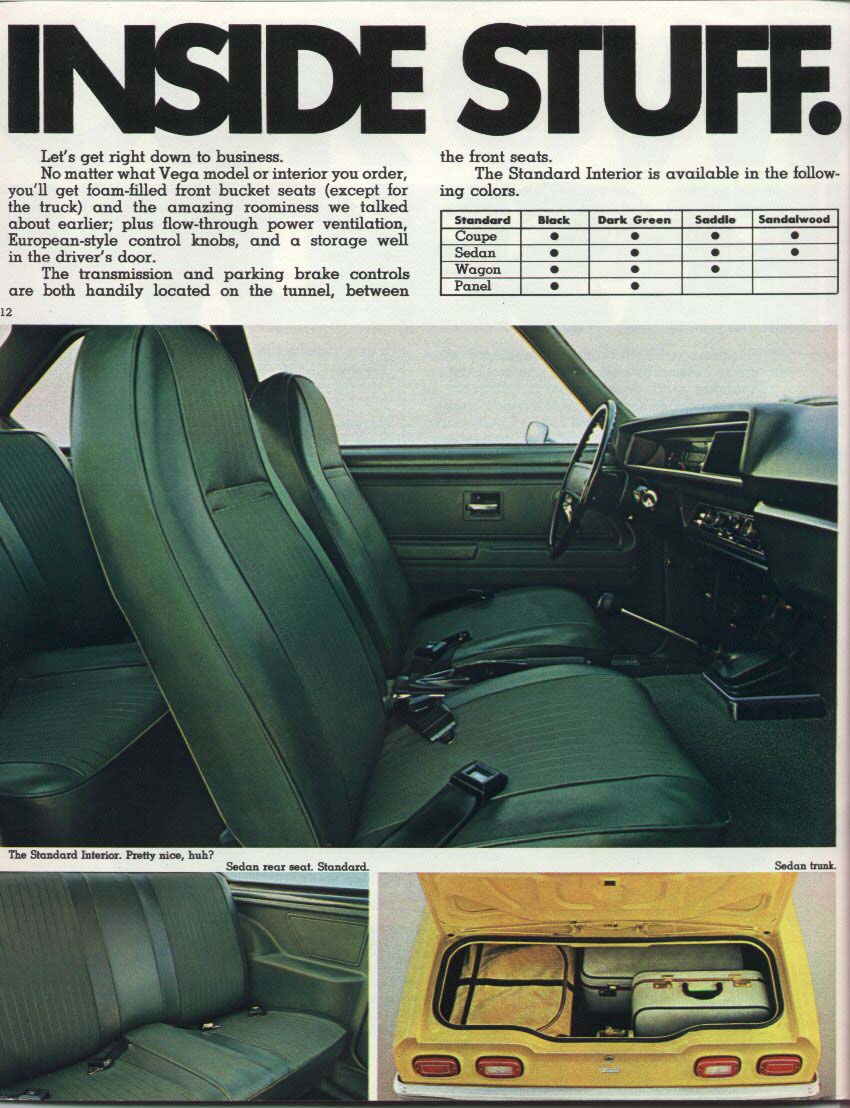 INSIDE STUFF.
Let's get right down to business.
No matter what Vega model or interior you order,
you'll get foam-filled front bucket seats (except for
the truck) and the amazing roominess we talked
about earlier; plus flow-through power ventilation,
European-style control knobs, and a storage well
in the driver's door.
The transmission and parking brake controls
are both handily located on the tunnel, between
the front seats.
The Standard Interior is available in the follow-
ing colors.
Standard Black Dark Green Saddle Sandalwood
Coupe ● ● ● ●
Sedan ● ● ● ●
Wagon ● ● ●
Panel ● ●
12
The Standard Interior. Pretty nice, huh?
Sedan rear seat. Standard.
Sedan trunk.